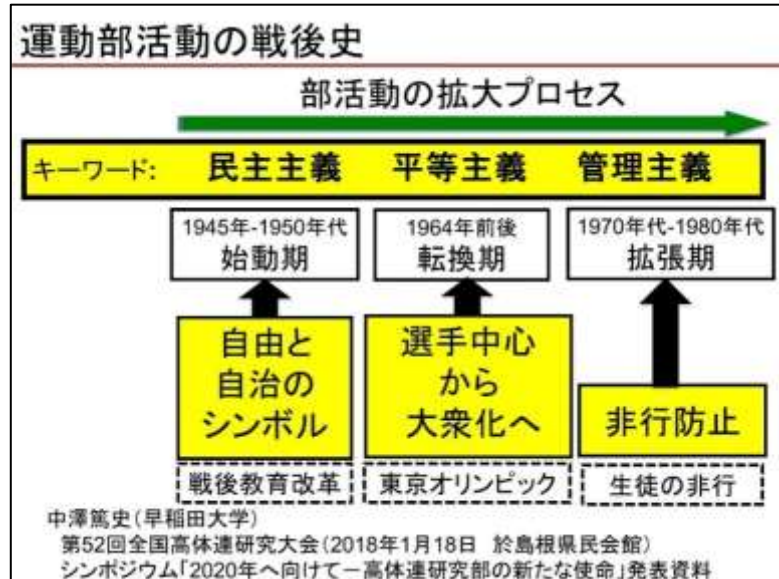 運動部活動の戦後史
部活動の拡大プロセス
キーワード: 民主主義 平等主義 管理主義
1945年-1950年代
始動期
1964年前後
転換期
1970年代-1980年代
拡張期
自由と
自治の
シンボル
選手中心
から
大衆化へ
非行防止
戦後教育改革
東京オリンピック
生徒の非行
中澤篤史(早稲田大学)
第52回全国高体連研究大会(2018年1月18日 於島根県民会館)
シンポジウム「2020年へ向けて－高体連研究部の新たな使命」発表資料